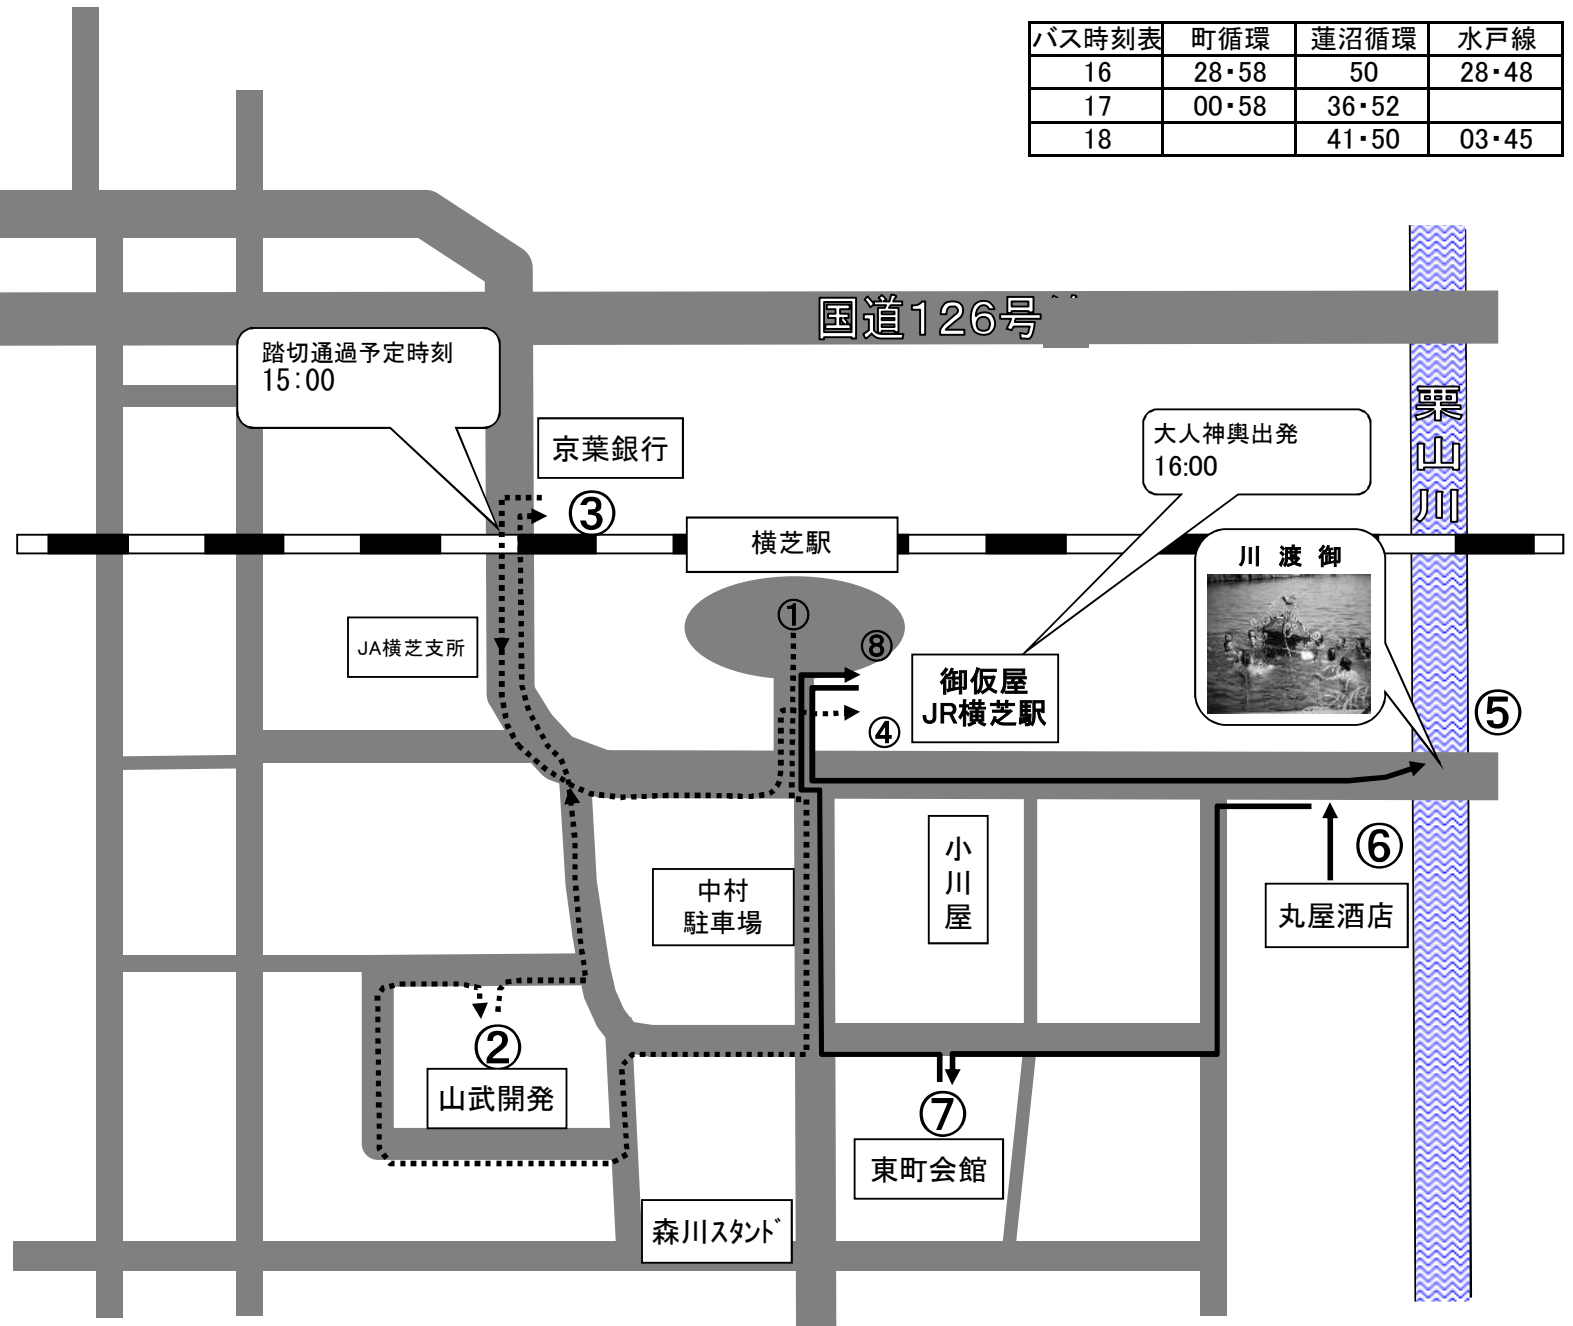 バス時刻表 町循環 蓮沼循環 水戸線
16 28・58 50 28・48
17 00・58 36・52
18 41・50 03・45
国道126号
踏切通過予定時刻
15：00
京葉銀行
③
大人神輿出発
16:00
栗山川
横芝駅
川 渡 御
①
⑧
JA横芝支所
御仮屋
JR横芝駅
④
⑤
小川屋
⑥
中村
駐車場
丸屋酒店
②
山武開発
⑦
東町会館
森川ｽﾀﾝﾄﾞ